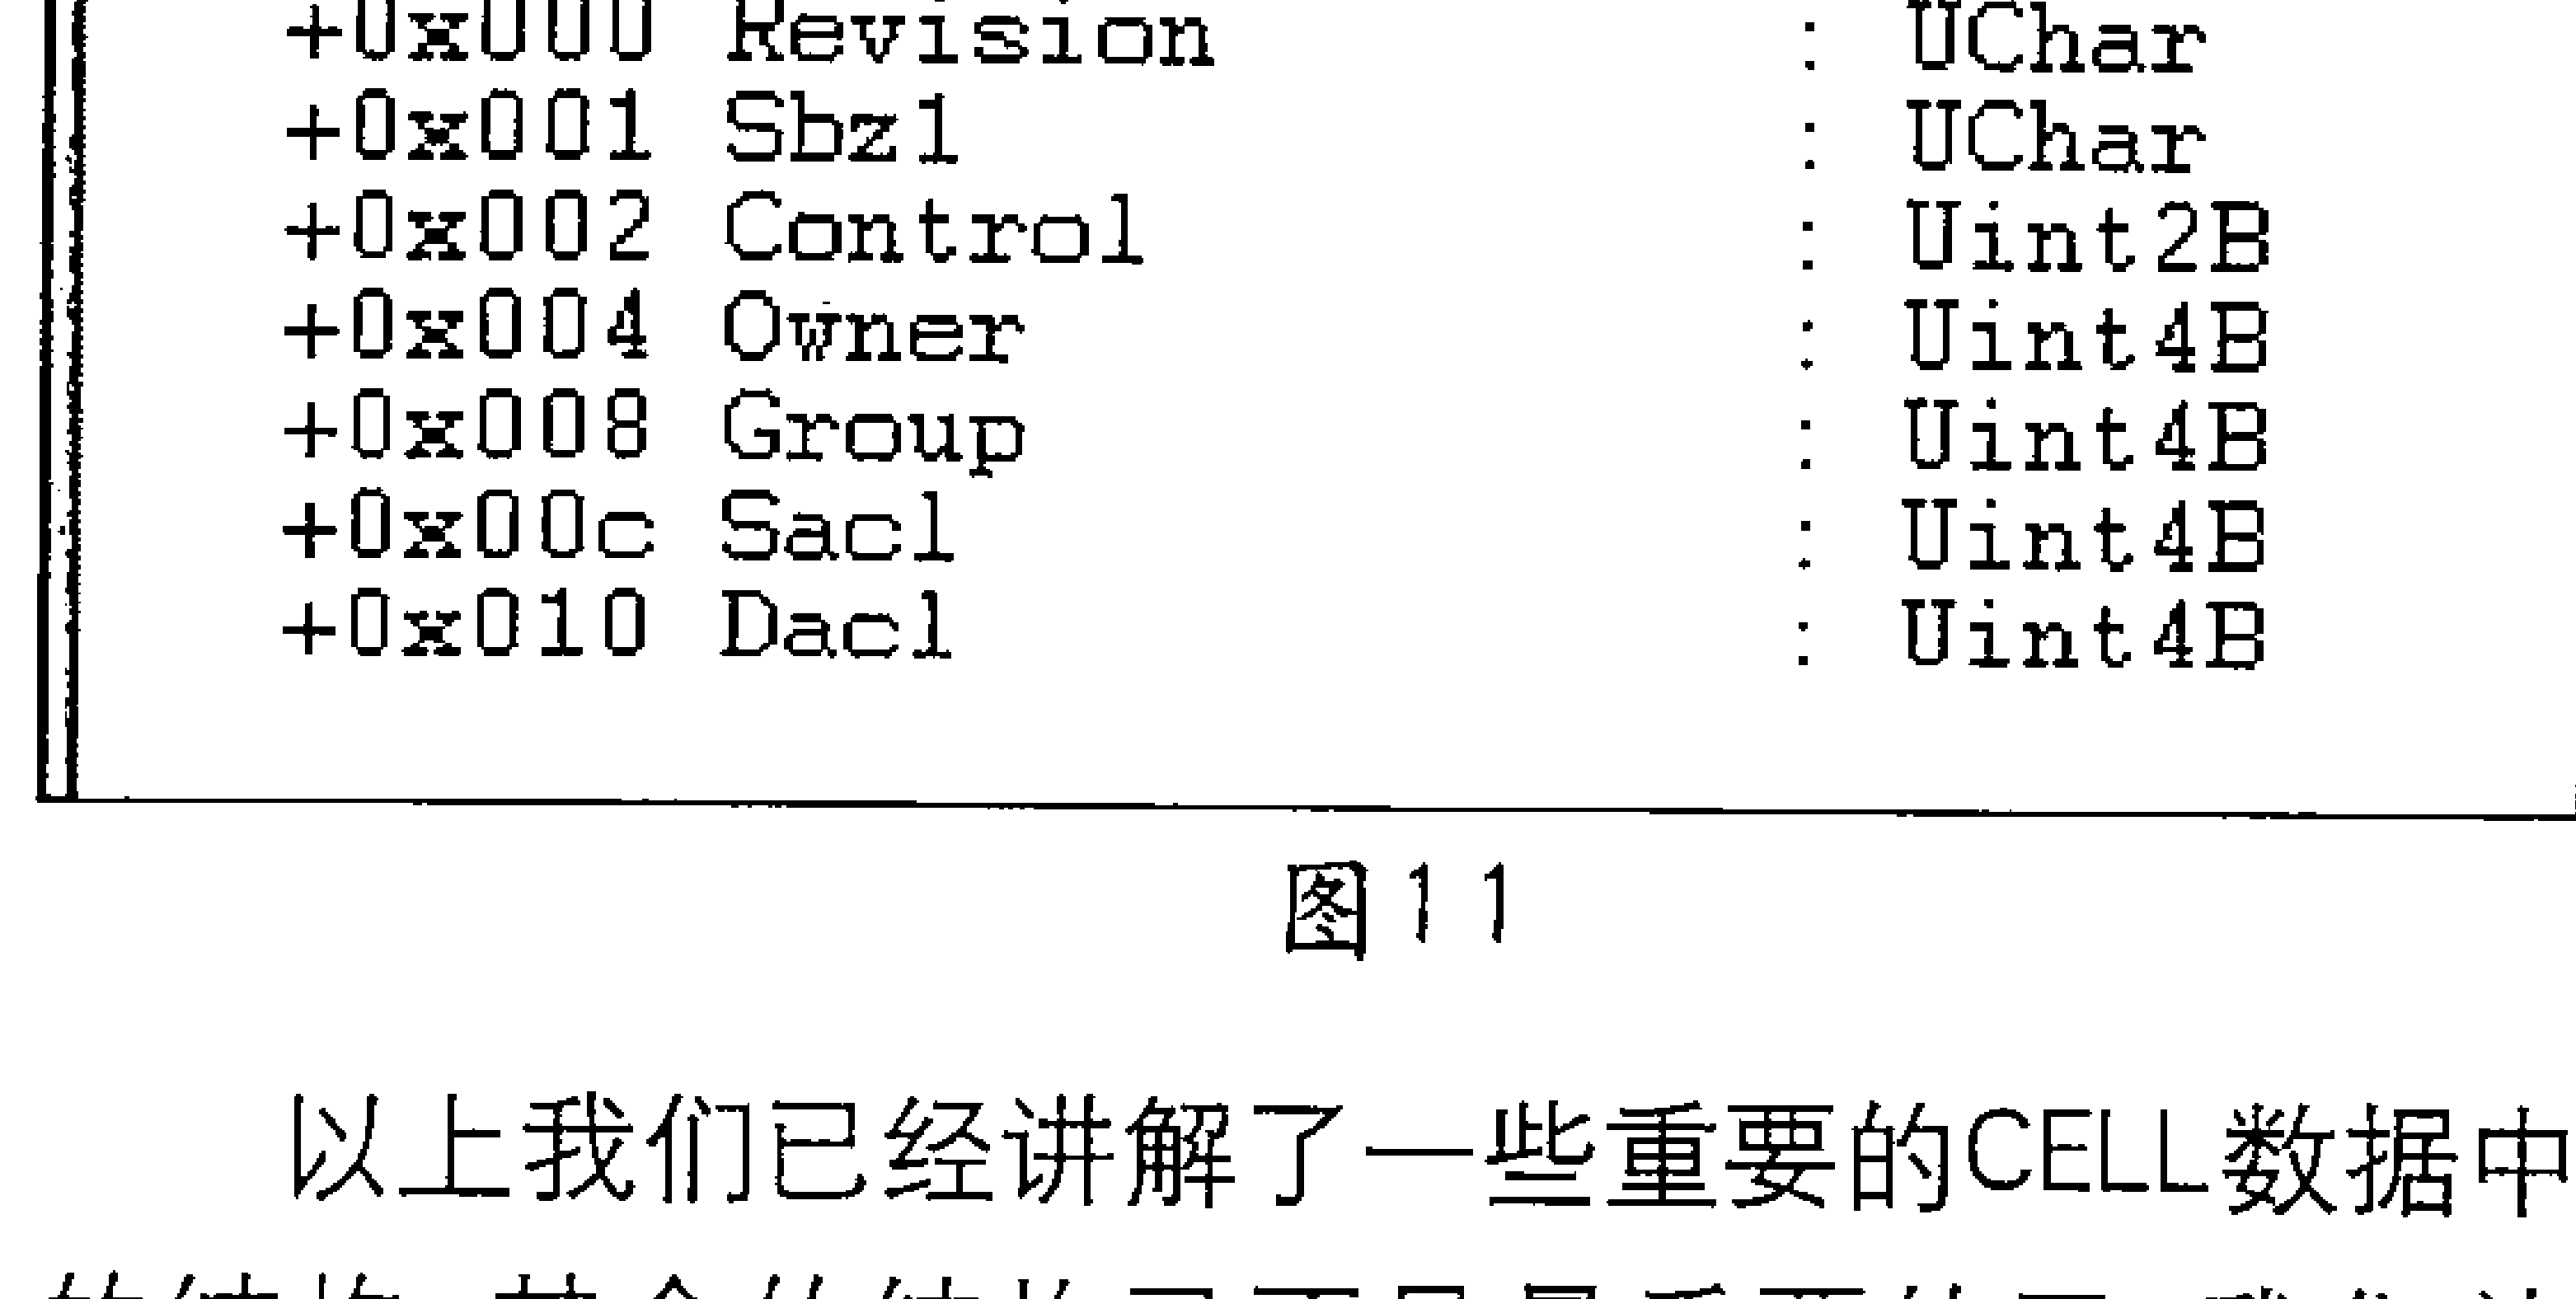 +0x000 Revision : UChar
+0x001 Sbz1 : UChar
+0x002 Control : Uint2B
+0x004 Owner : Uint4B
+0x008 Group : Uint4B
+0x00c Sacl : Uint4B
+0x010 Dacl : Uint4B
图11
以上我们已经讲解了一些重要的CELL数据中